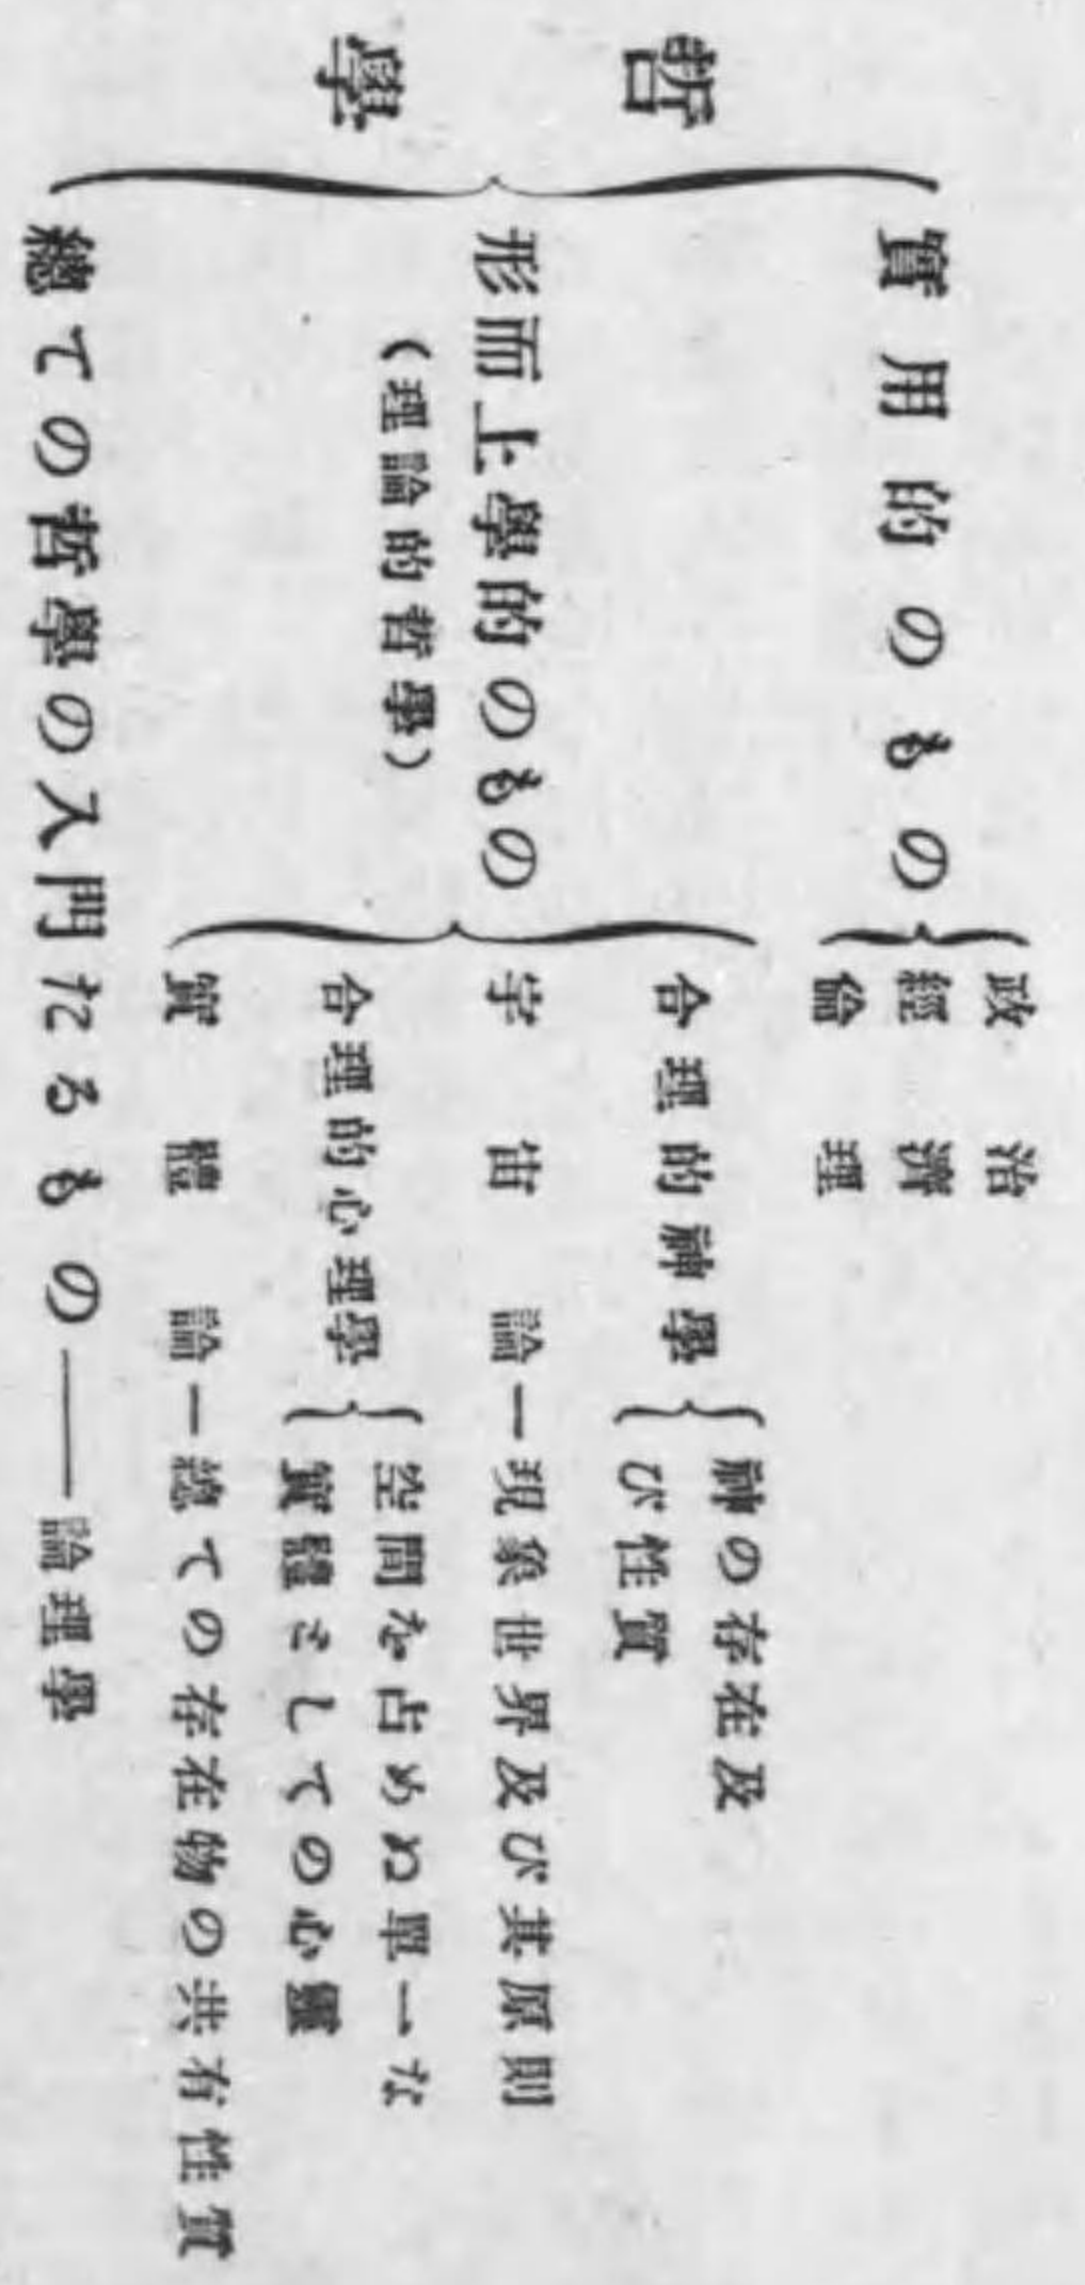 哲學
實用的のもの
政治
經濟
倫理
形而上學的のもの
(理論的哲學)
合理的神學
神の存在及
び性質
宇宙論―現象世界及び其原則
合理的心理學
空間を占めぬ單一な
實體としての心靈
實體論―總ての存在物の共有性質
總ての哲學の入門たるもの――論理學